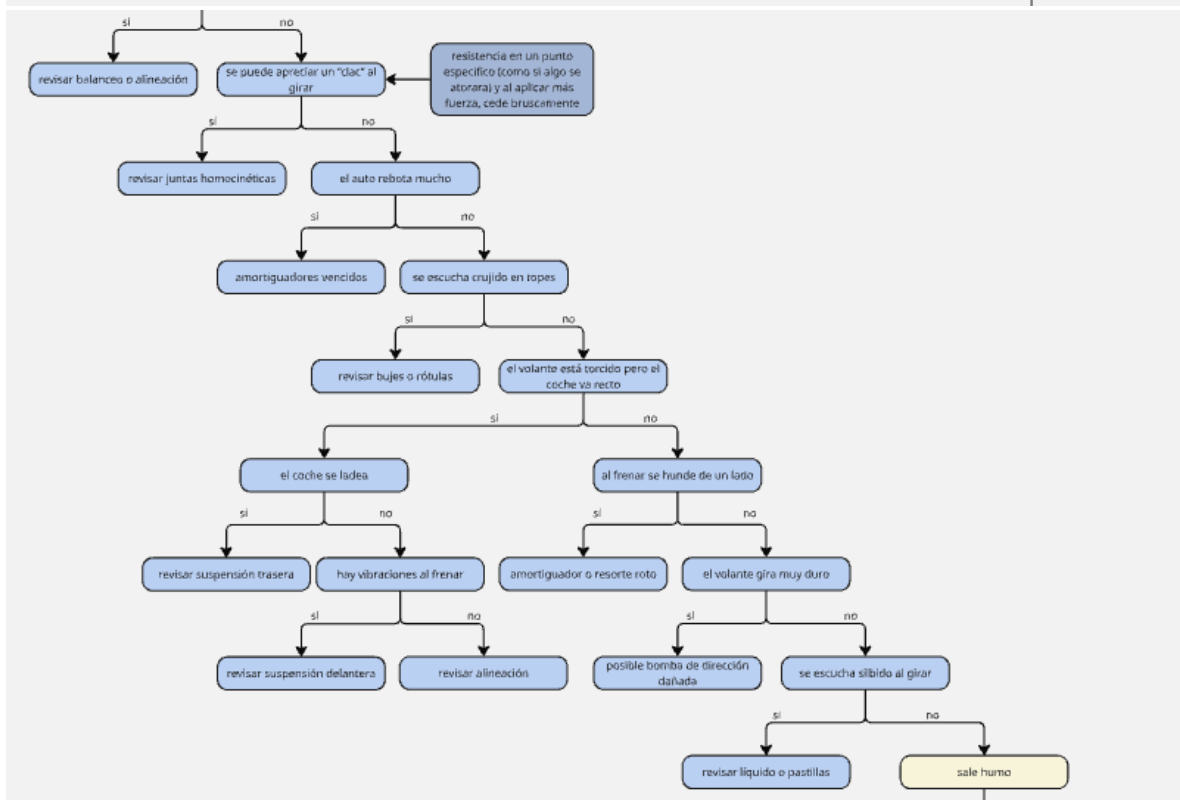 si
no
revisar balanceo o alineación
se puede apreciar un "clac" al
girar
resistencia en un punto
especifico (como si algo se
atorara) y al aplicar más
fuerza, cede bruscamente
si
no
revisar juntas homocinéticas
el auto rebota mucho
si
no
amortiguadores vencidos
se escucha crujido en topes
si
no
revisar bujes o rótulas
el volante está torcido pero el
coche va recto
si
no
el coche se ladea
al frenar se hunde de un lado
si
no
si
no
revisar suspensión trasera
hay vibraciones al frenar
amortiguador o resorte roto
el volante gira muy duro
si
no
si
no
revisar suspensión delantera
revisar alineación
posible bomba de dirección
dañada
se escucha silbido al girar
si
no
revisar líquido o pastillas
sale humo